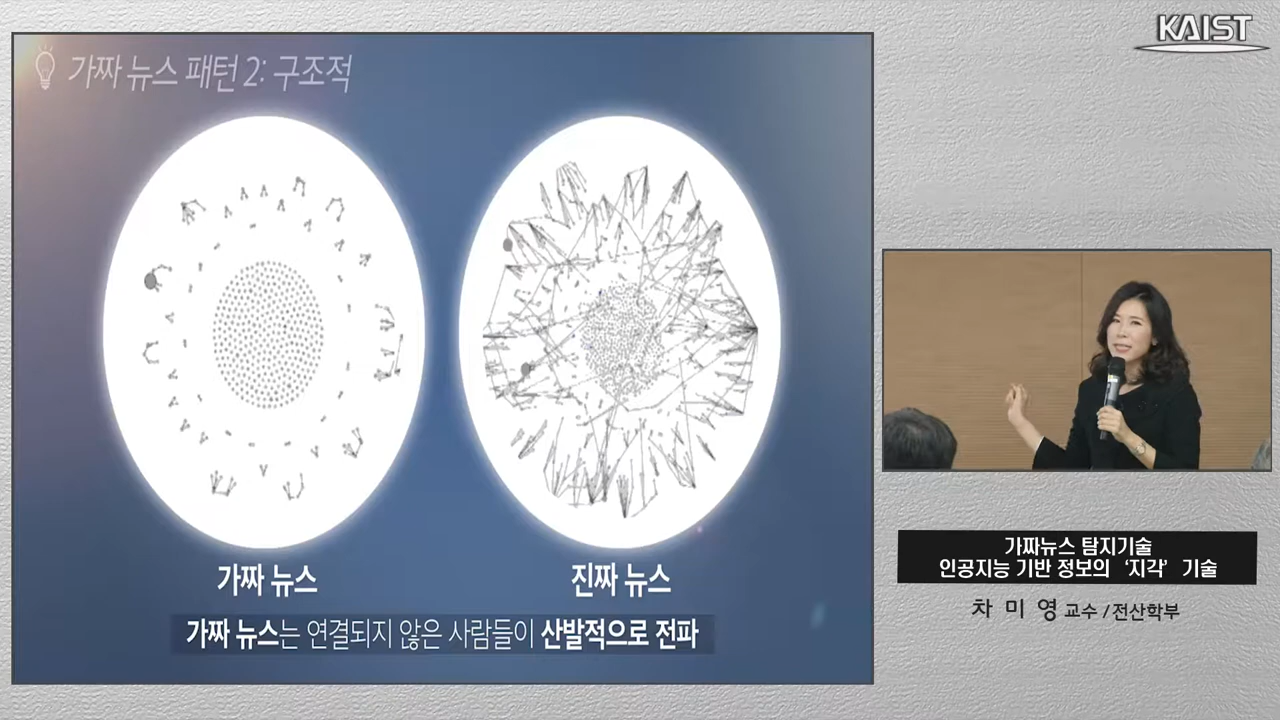 KAIST
가짜 뉴스 패턴 2: 구조적
가짜 뉴스
진짜 뉴스
가짜 뉴스는 연결되지 않은 사람들이 산발적으로 전파
가짜뉴스 탐지기술
인공지능 기반 정보의 ‘지각’ 기술
차 미 영 교수 / 전산학부